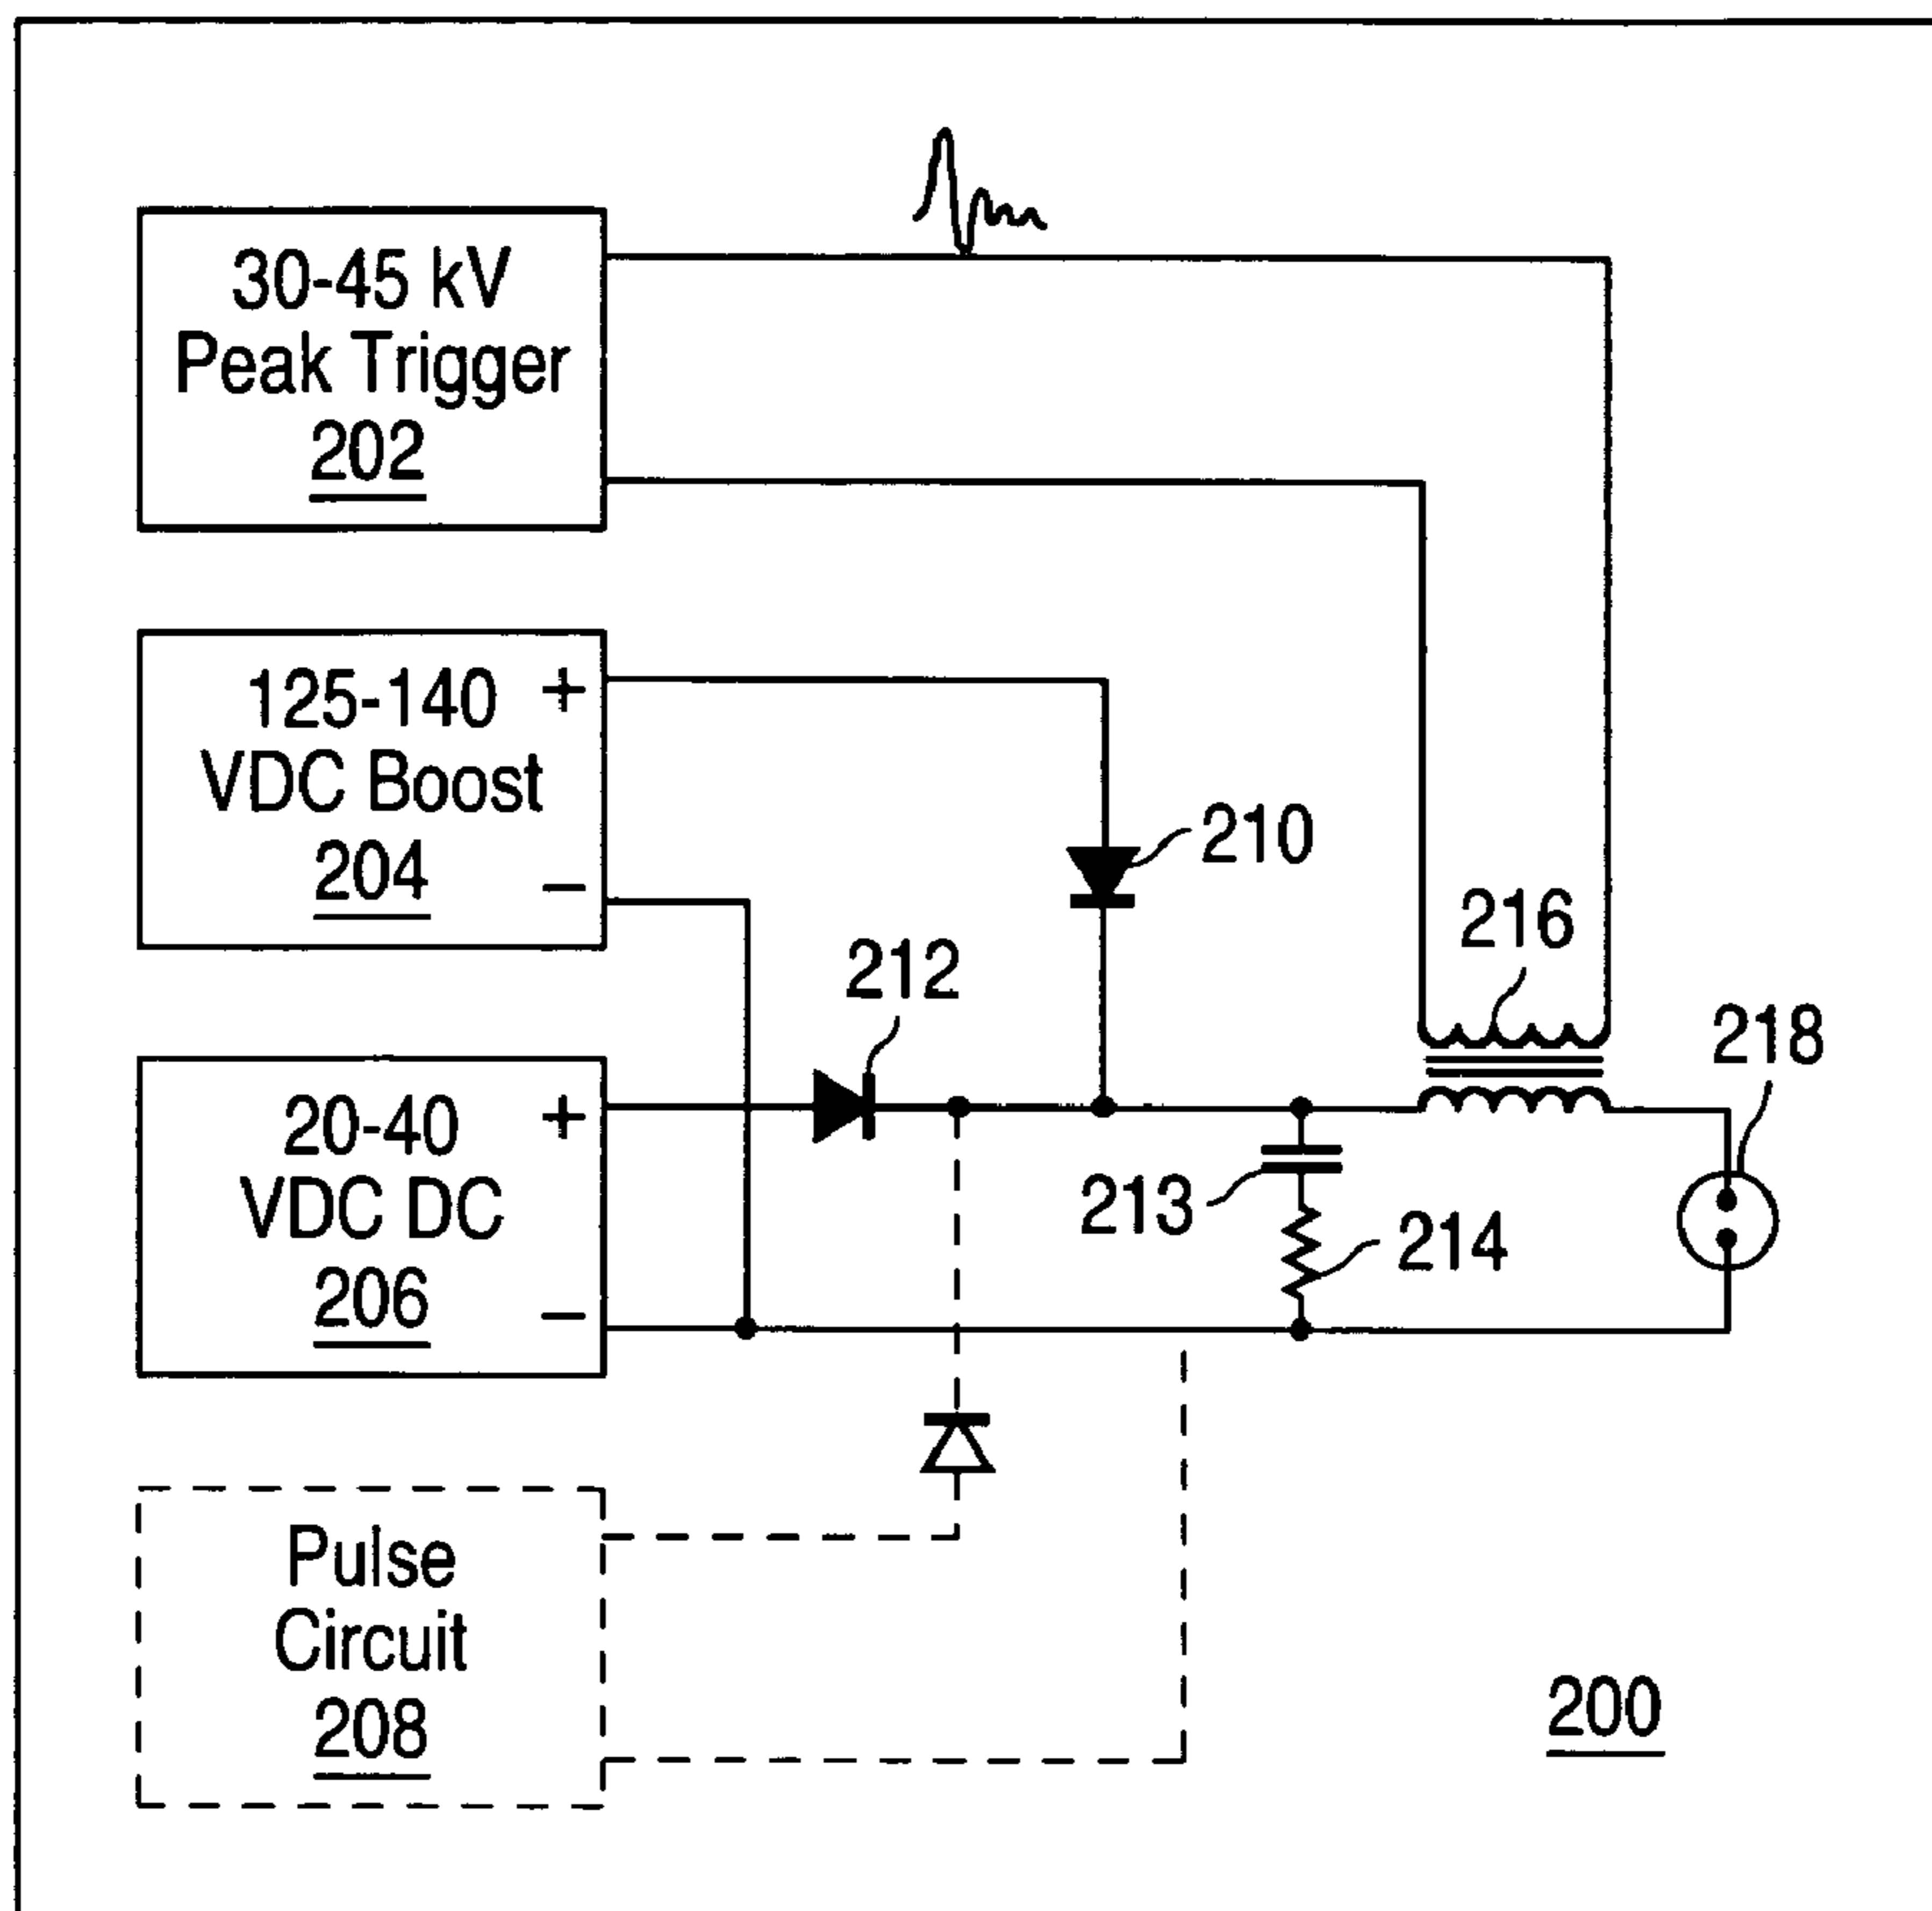 30-45 kV
Peak Trigger
202
125-140 +
VDC Boost
204 −
210
216
212
218
20-40 +
VDC DC
206 −
213
214
Pulse
Circuit
208
200